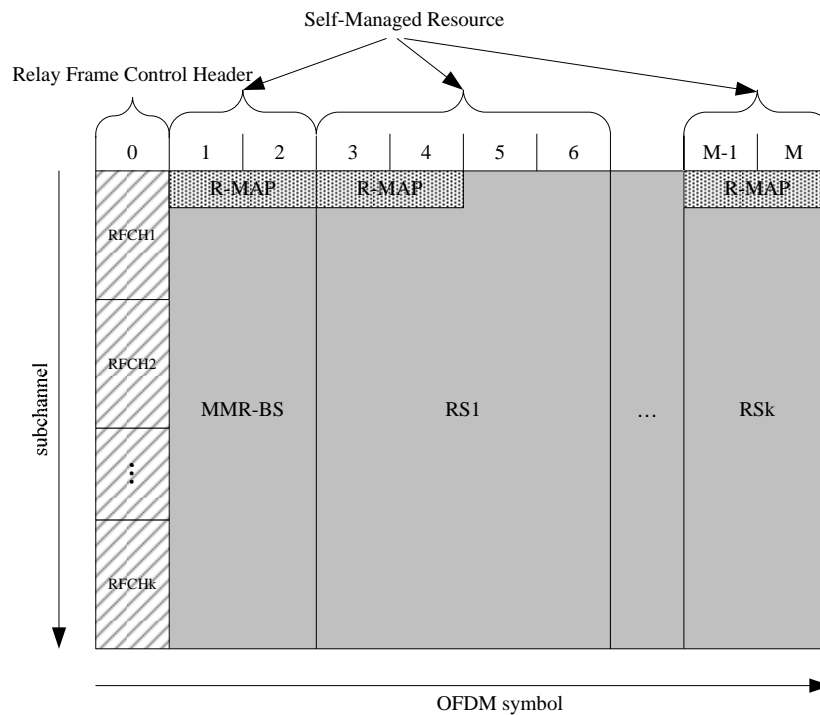 Self-Managed Resource
Relay Frame Control Header
0 1 2 3 4 5 6 M-1 M
R-MAP R-MAP R-MAP
RFCH1
RFCH2
MMR-BS RS1 … RSk
⋮
RFCHk
subchannel
OFDM symbol